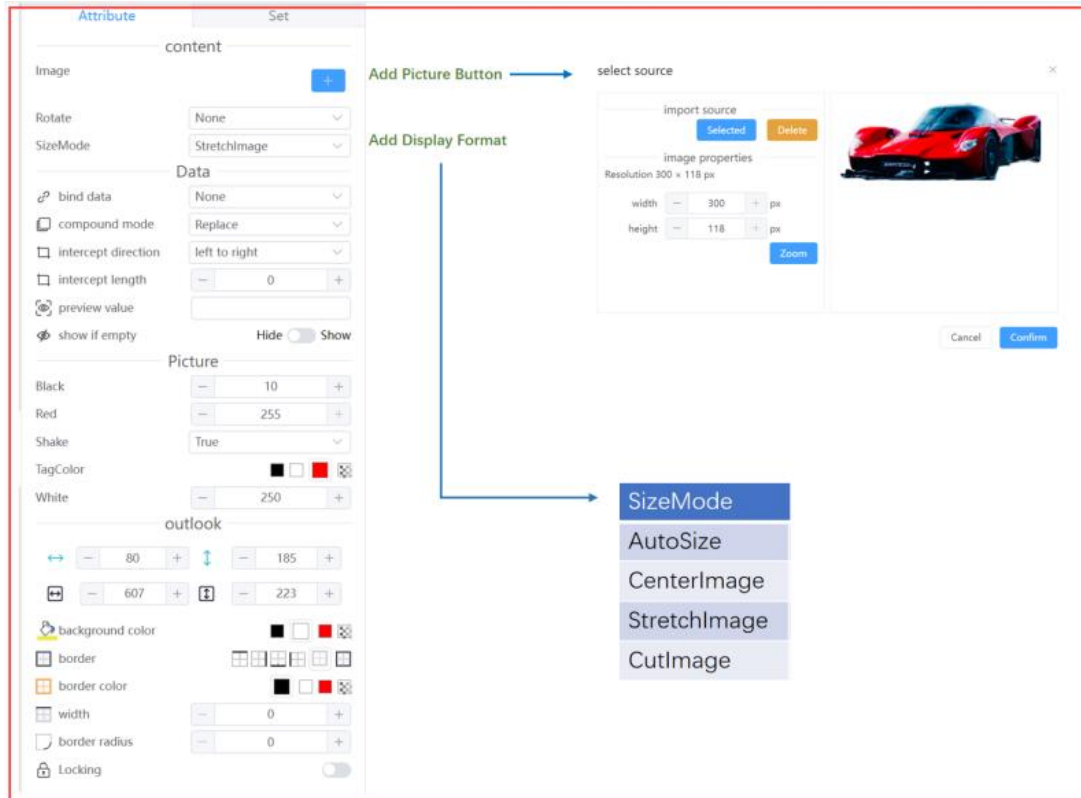 Attribute Set
content
Image +
Rotate None
SizeMode StretchImage
Data
bind data None
compound mode Replace
intercept direction left to right
intercept length − 0 +
preview value
show if empty Hide Show
Picture
Black − 10 +
Red − 255 +
Shake True
TagColor
White − 250 +
outlook
− 80 + − 185 +
− 607 + − 223 +
background color
border
border color
width − 0 +
border radius − 0 +
Locking
Add Picture Button
Add Display Format
select source ×
import source
Selected Delete
image properties
Resolution 300 × 118 px
width − 300 + px
height − 118 + px
Zoom
Cancel Confirm
SizeMode
AutoSize
CenterImage
StretchImage
CutImage